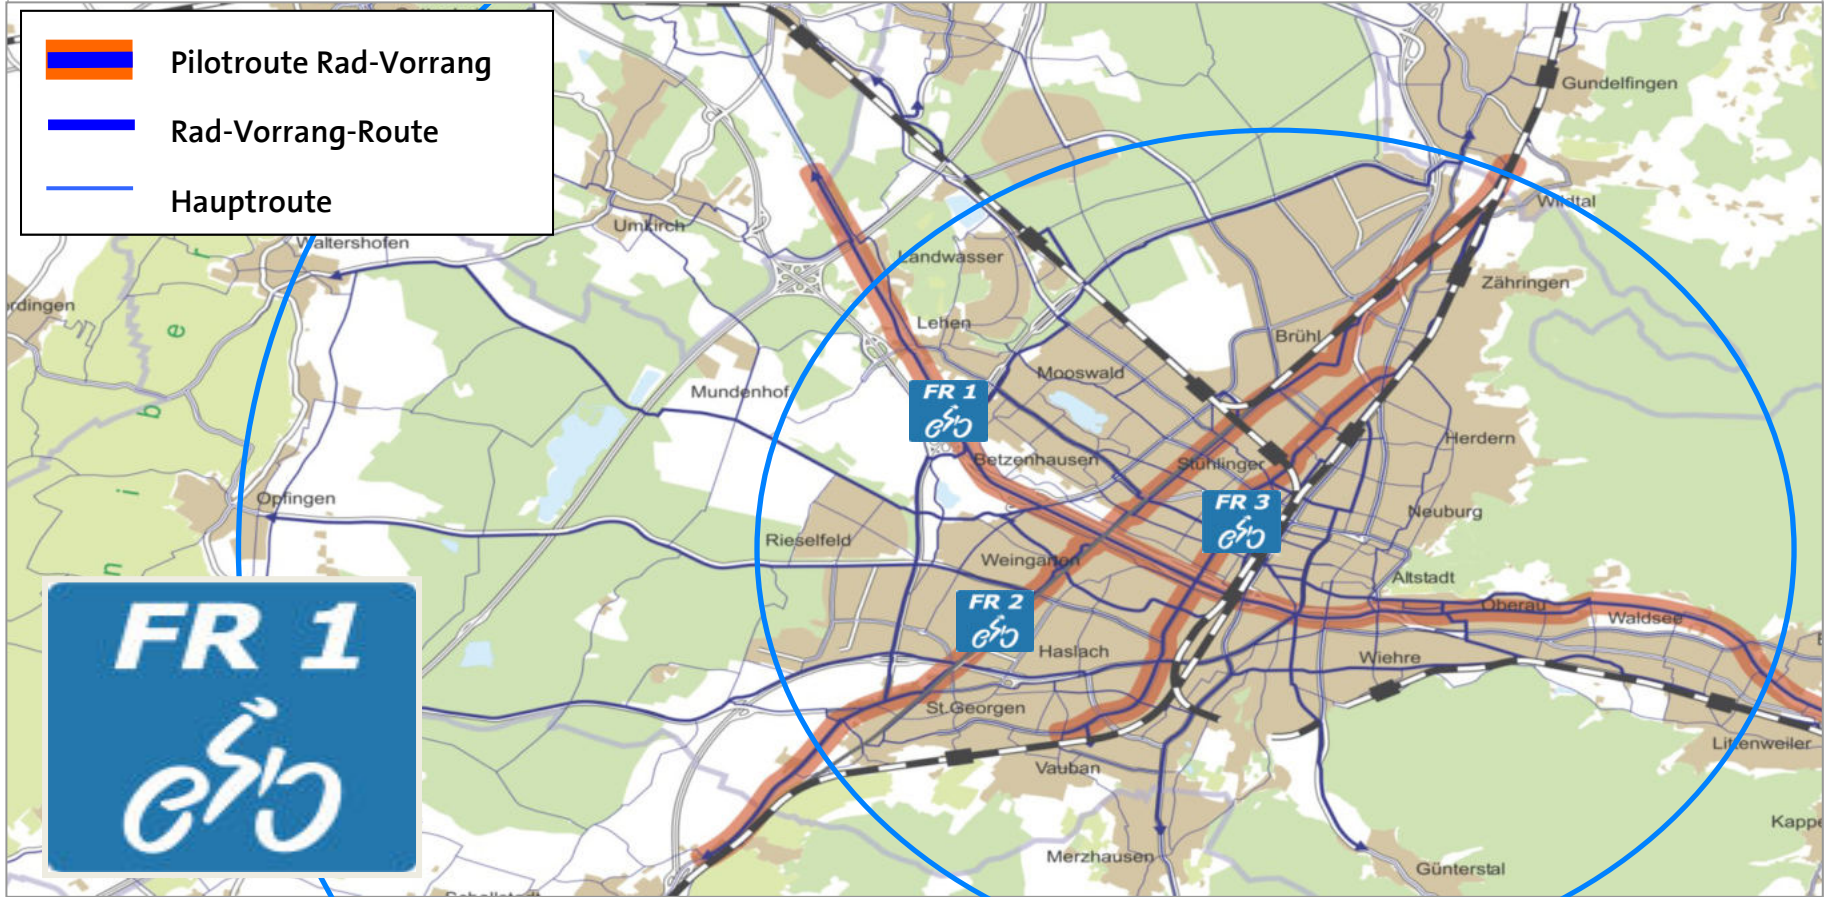 Pilotroute Rad-Vorrang
Rad-Vorrang-Route
Hauptroute
Gundelfingen
Wildtal
Umkirch
Waltershofen
Landwasser
Zähringen
rdingen
r
e
b
i
n
Lehen
Brühl
Mooswald
Mundenhof
FR 1
Herdern
Betzenhausen
Stühlinger
Opfingen
FR 3
Neuburg
Rieselfeld
Weingarten
Altstadt
FR 2
Oberau
Waldsee
FR 1
Haslach
Wiehre
St.Georgen
Littenweiler
Vauban
Kappe
Merzhausen
Günterstal